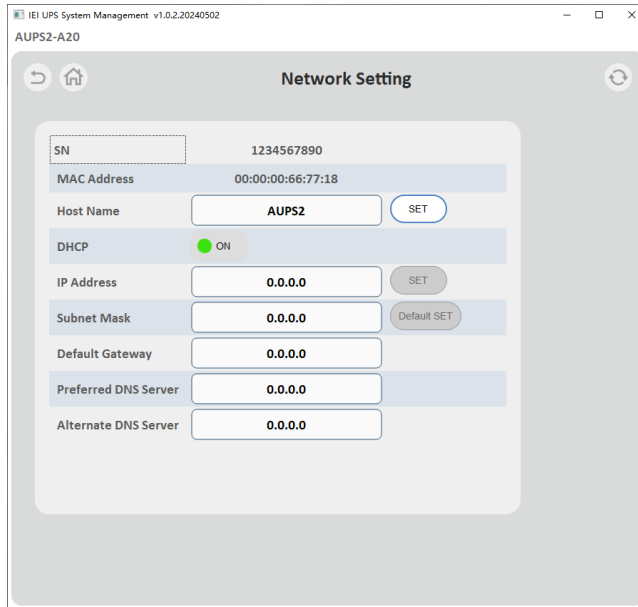 IEI UPS System Management v1.0.2.20240502
AUPS2-A20
Network Setting
SN 1234567890
MAC Address 00:00:00:66:77:18
Host Name AUPS2 SET
DHCP ON
IP Address 0.0.0.0 SET
Subnet Mask 0.0.0.0 Default SET
Default Gateway 0.0.0.0
Preferred DNS Server 0.0.0.0
Alternate DNS Server 0.0.0.0